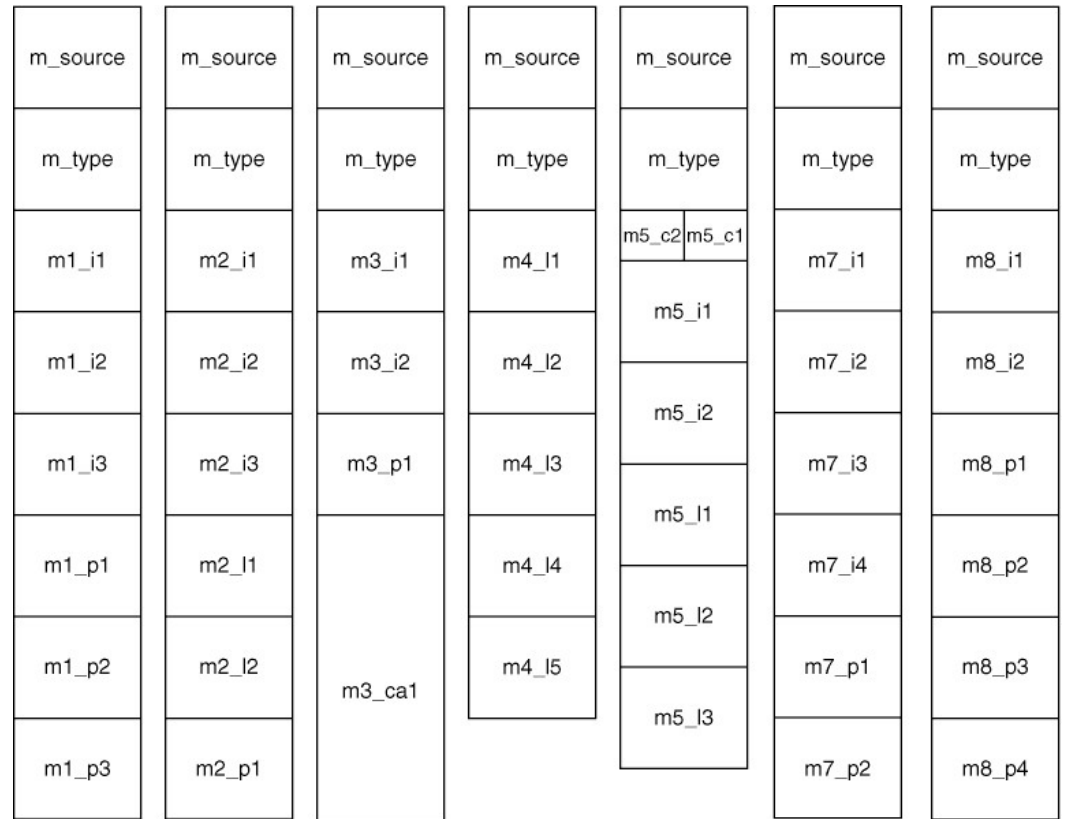 m_source m_source m_source m_source m_source m_source m_source
m_type m_type m_type m_type m_type m_type m_type
m5_c2 m5_c1
m1_i1 m2_i1 m3_i1 m4_l1 m7_i1 m8_i1
m5_i1
m1_i2 m2_i2 m3_i2 m4_l2 m7_i2 m8_i2
m5_i2
m1_i3 m2_i3 m3_p1 m4_l3 m7_i3 m8_p1
m5_l1
m1_p1 m2_l1 m4_l4 m7_i4 m8_p2
m5_l2
m1_p2 m2_l2 m4_l5 m7_p1 m8_p3
m3_ca1
m5_l3
m1_p3 m2_p1 m7_p2 m8_p4